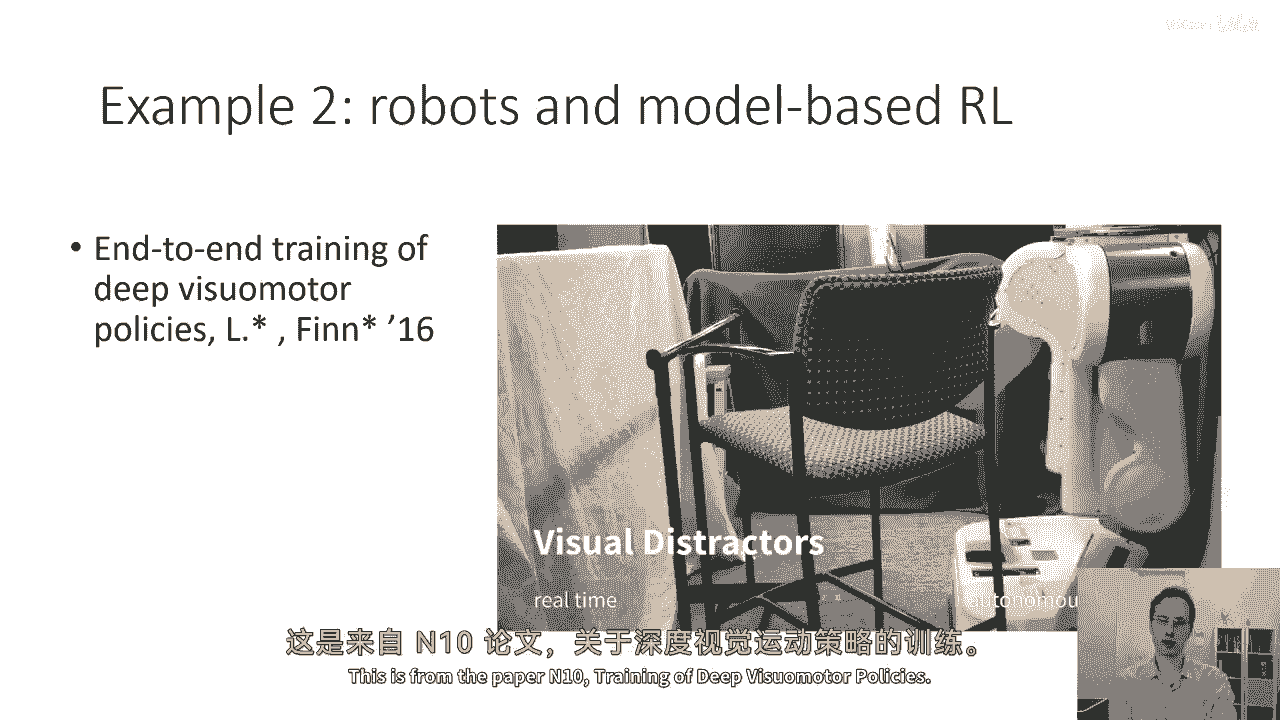 Example 2: robots and model-based RL
• End-to-end training of
deep visuomotor
policies, L.* , Finn* ’16
Visual Distractors
real time
autonomou
这是来自 N10 论文，关于深度视觉运动策略的训练。
This is from the paper N10, Training of Deep Visuomotor Policies.